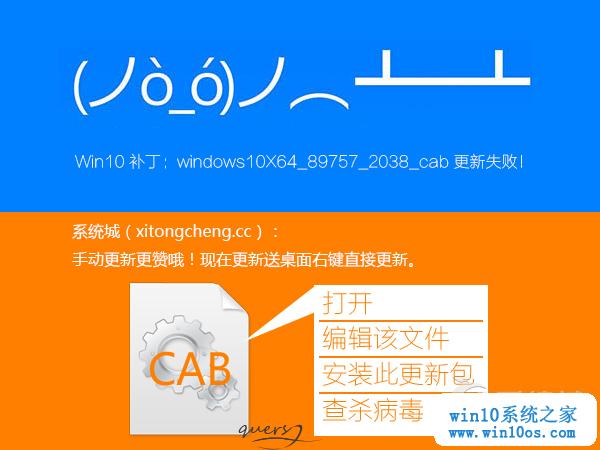 (ノò_ó)ノ︵┻━┻
Win10 补丁；windows10X64_89757_2038_cab 更新失败！
系统城（xitongcheng.cc）：
手动更新更赞哦！现在更新送桌面右键直接更新。
CAB
打开
编辑该文件
安装此更新包
查杀病毒
quersj
win10系统之家
www.win10os.com